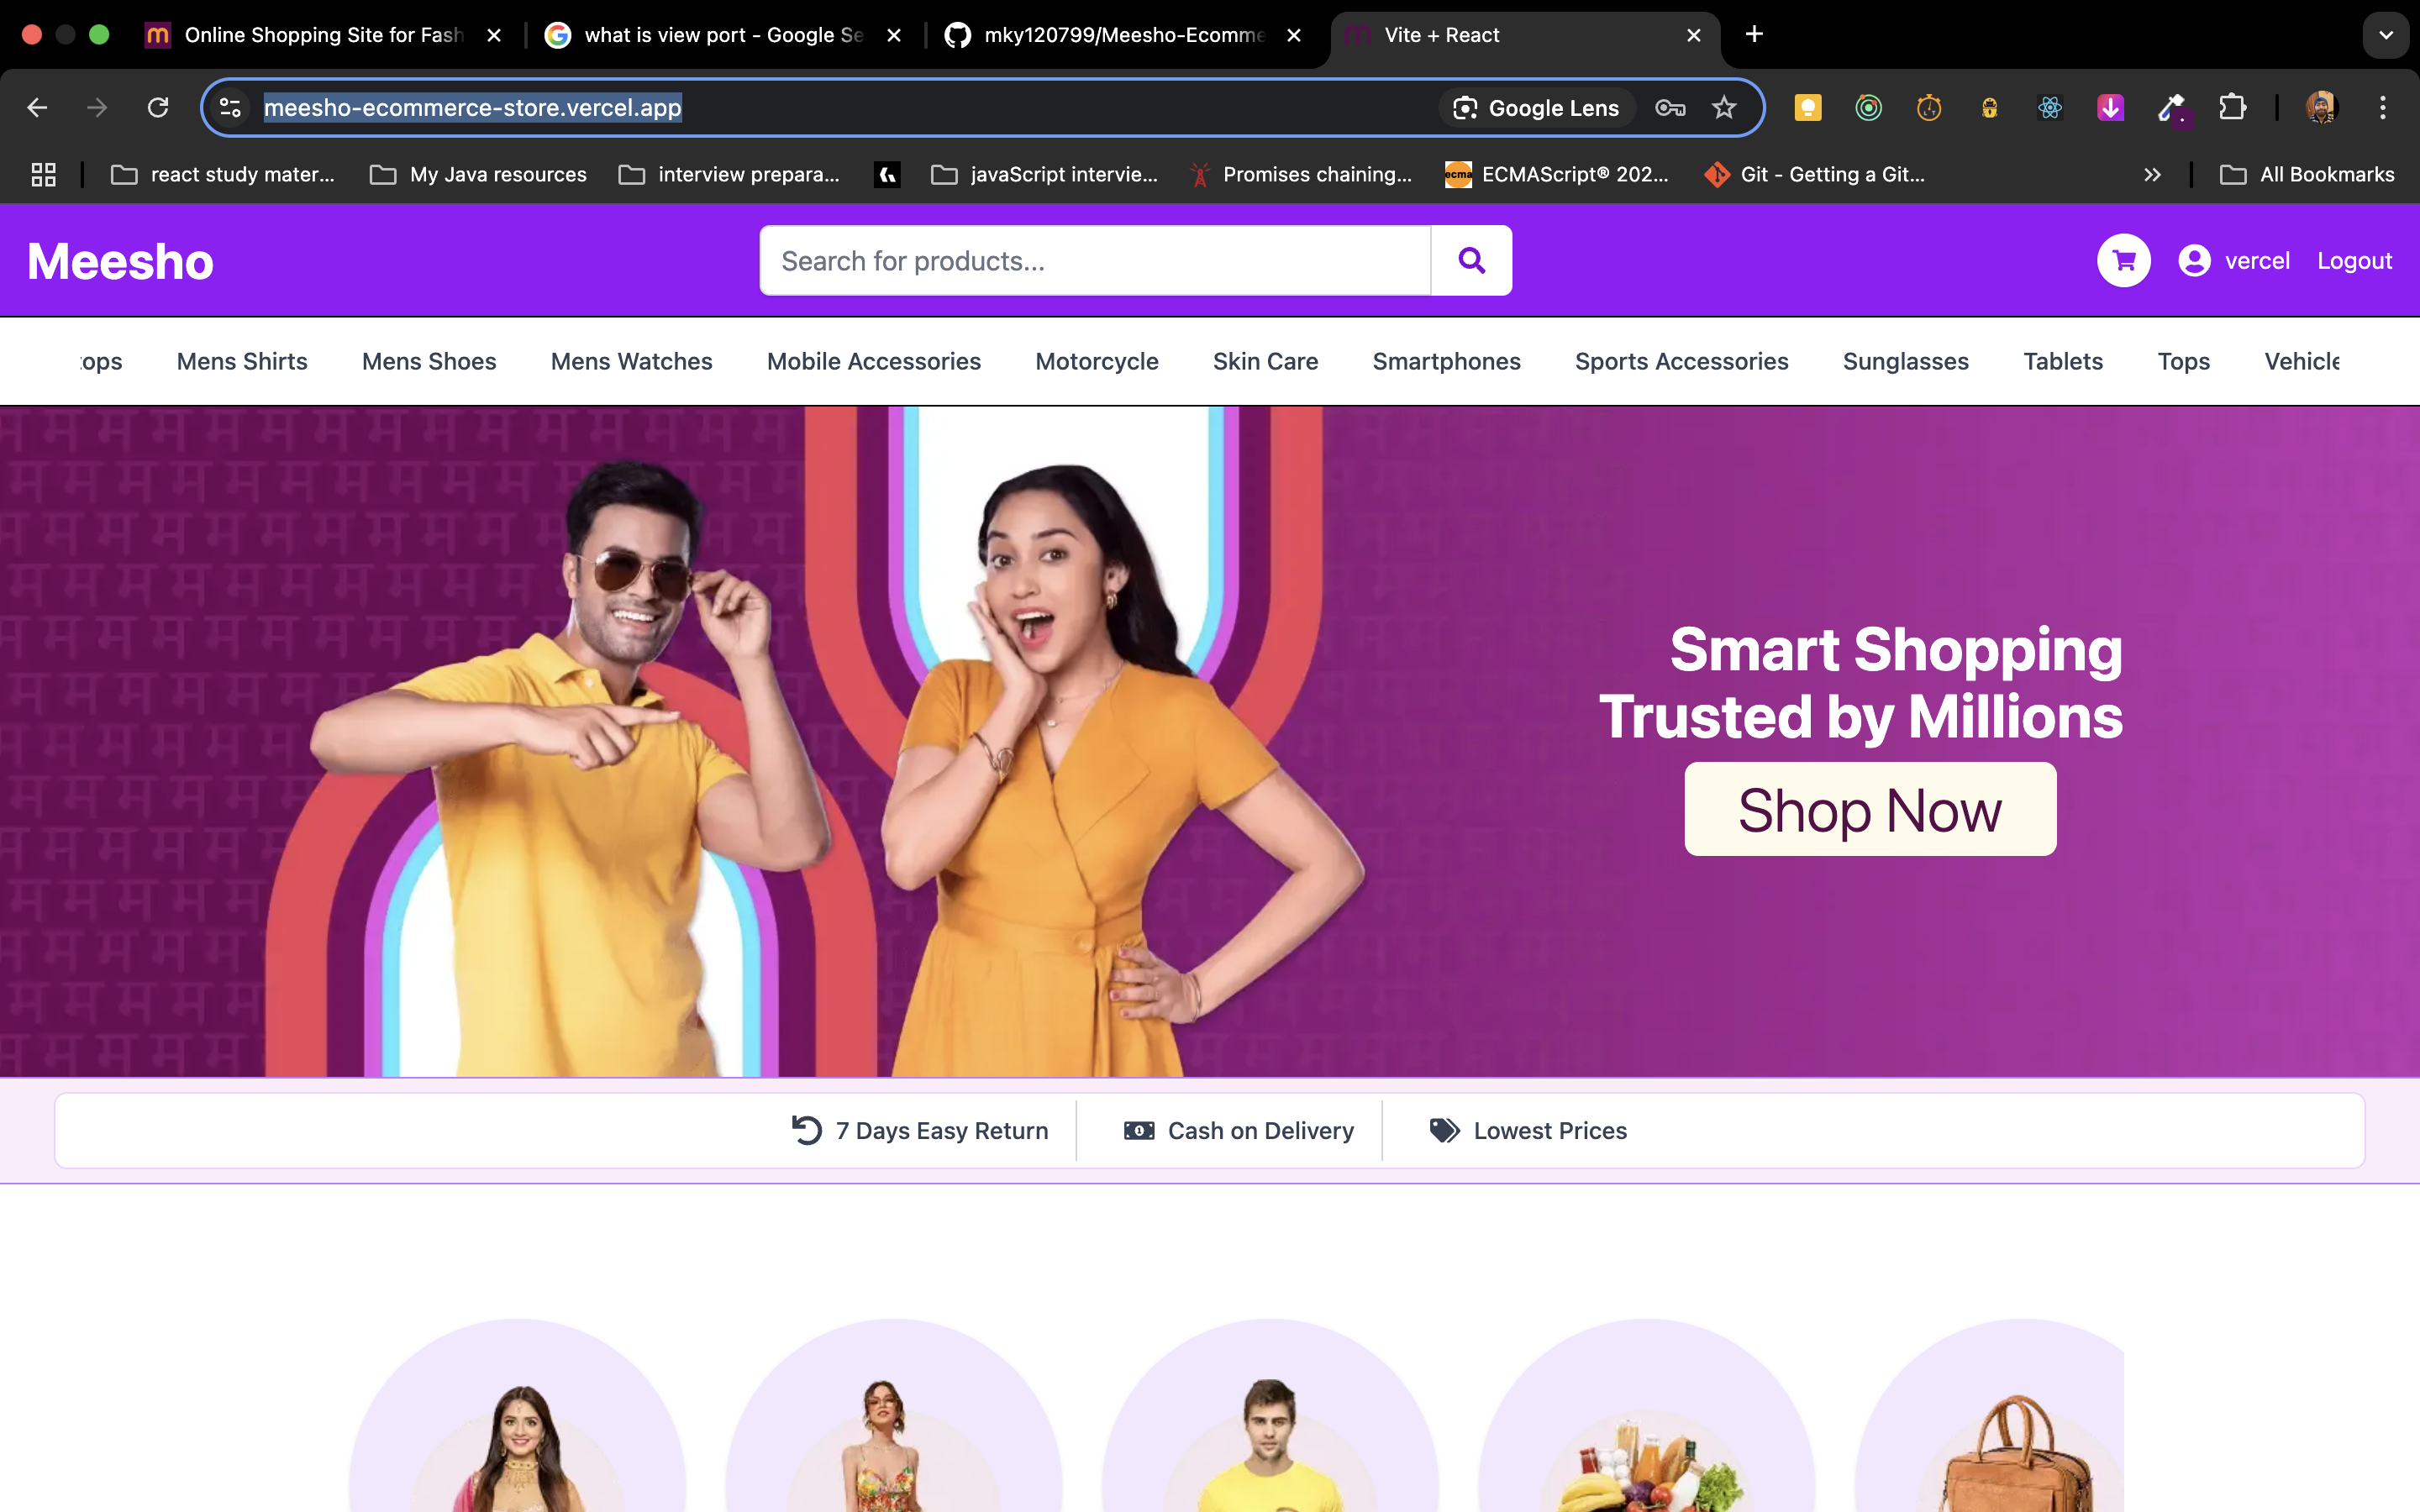 Online Shopping Site for Fash
what is view port - Google Se
mky120799/Meesho-Ecomme
Vite + React
meesho-ecommerce-store.vercel.app
Google Lens
react study mater...
My Java resources
interview prepara...
javaScript intervie...
Promises chaining...
ecma
ECMAScript® 202...
Git - Getting a Git...
All Bookmarks
Meesho
Search for products...
vercel
Logout
ops
Mens Shirts
Mens Shoes
Mens Watches
Mobile Accessories
Motorcycle
Skin Care
Smartphones
Sports Accessories
Sunglasses
Tablets
Tops
Vehicle
Smart Shopping
Trusted by Millions
Shop Now
7 Days Easy Return
Cash on Delivery
Lowest Prices